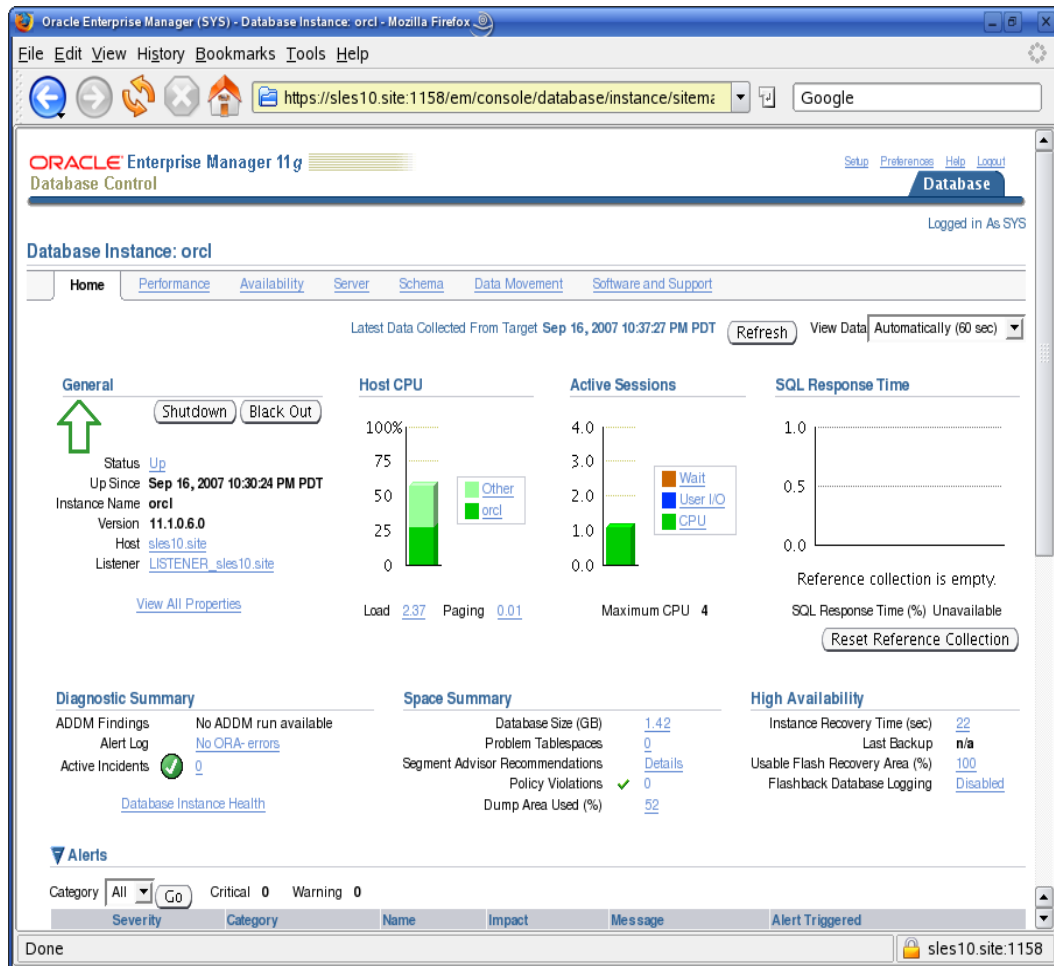 Oracle Enterprise Manager (SYS) - Database Instance: orcl - Mozilla Firefox
File Edit View History Bookmarks Tools Help
https://sles10.site:1158/em/console/database/instance/sitema
Google
ORACLE Enterprise Manager 11g
Database Control
Setup Preferences Help Logout
Database
Logged in As SYS
Database Instance: orcl
Home Performance Availability Server Schema Data Movement Software and Support
Latest Data Collected From Target Sep 16, 2007 10:37:27 PM PDT Refresh View Data Automatically (60 sec)
General
Shutdown Black Out
Status Up
Up Since Sep 16, 2007 10:30:24 PM PDT
Instance Name orcl
Version 11.1.0.6.0
Host sles10.site
Listener LISTENER_sles10.site
View All Properties
Host CPU
100%
75
50
25
0
Other
orcl
Load 2.37 Paging 0.01
Active Sessions
4.0
3.0
2.0
1.0
0.0
Wait
User I/O
CPU
Maximum CPU 4
SQL Response Time
1.0
0.5
0.0
Reference collection is empty.
SQL Response Time (%) Unavailable
Reset Reference Collection
Diagnostic Summary
ADDM Findings No ADDM run available
Alert Log No ORA- errors
Active Incidents 0
Database Instance Health
Space Summary
Database Size (GB) 1.42
Problem Tablespaces 0
Segment Advisor Recommendations Details
Policy Violations 0
Dump Area Used (%) 52
High Availability
Instance Recovery Time (sec) 22
Last Backup n/a
Usable Flash Recovery Area (%) 100
Flashback Database Logging Disabled
Alerts
Category All Go Critical 0 Warning 0
Severity Category Name Impact Message Alert Triggered
Done
sles10.site:1158